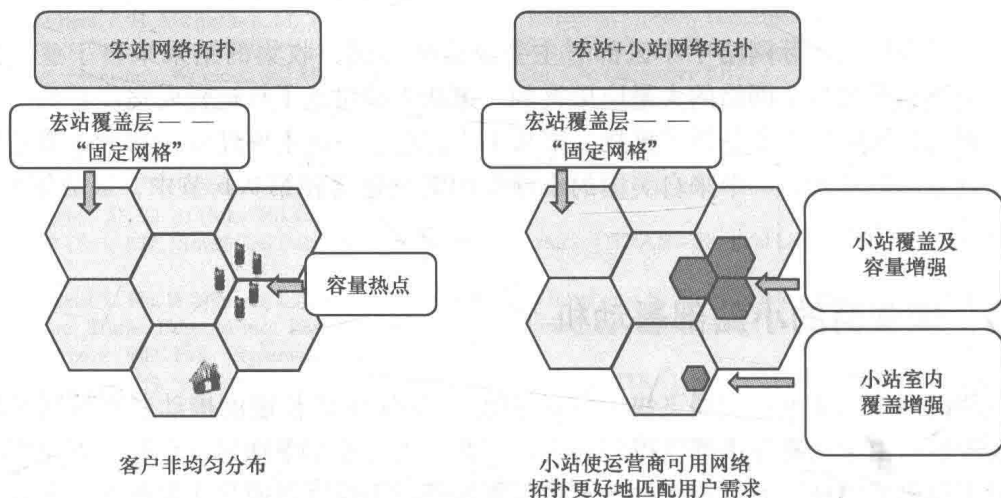 宏站网络拓扑
宏站覆盖层— —
“固定网格”
容量热点
客户非均匀分布
宏站+小站网络拓扑
宏站覆盖层— —
“固定网格”
小站覆盖及
容量增强
小站室内
覆盖增强
小站使运营商可用网络
拓扑更好地匹配用户需求